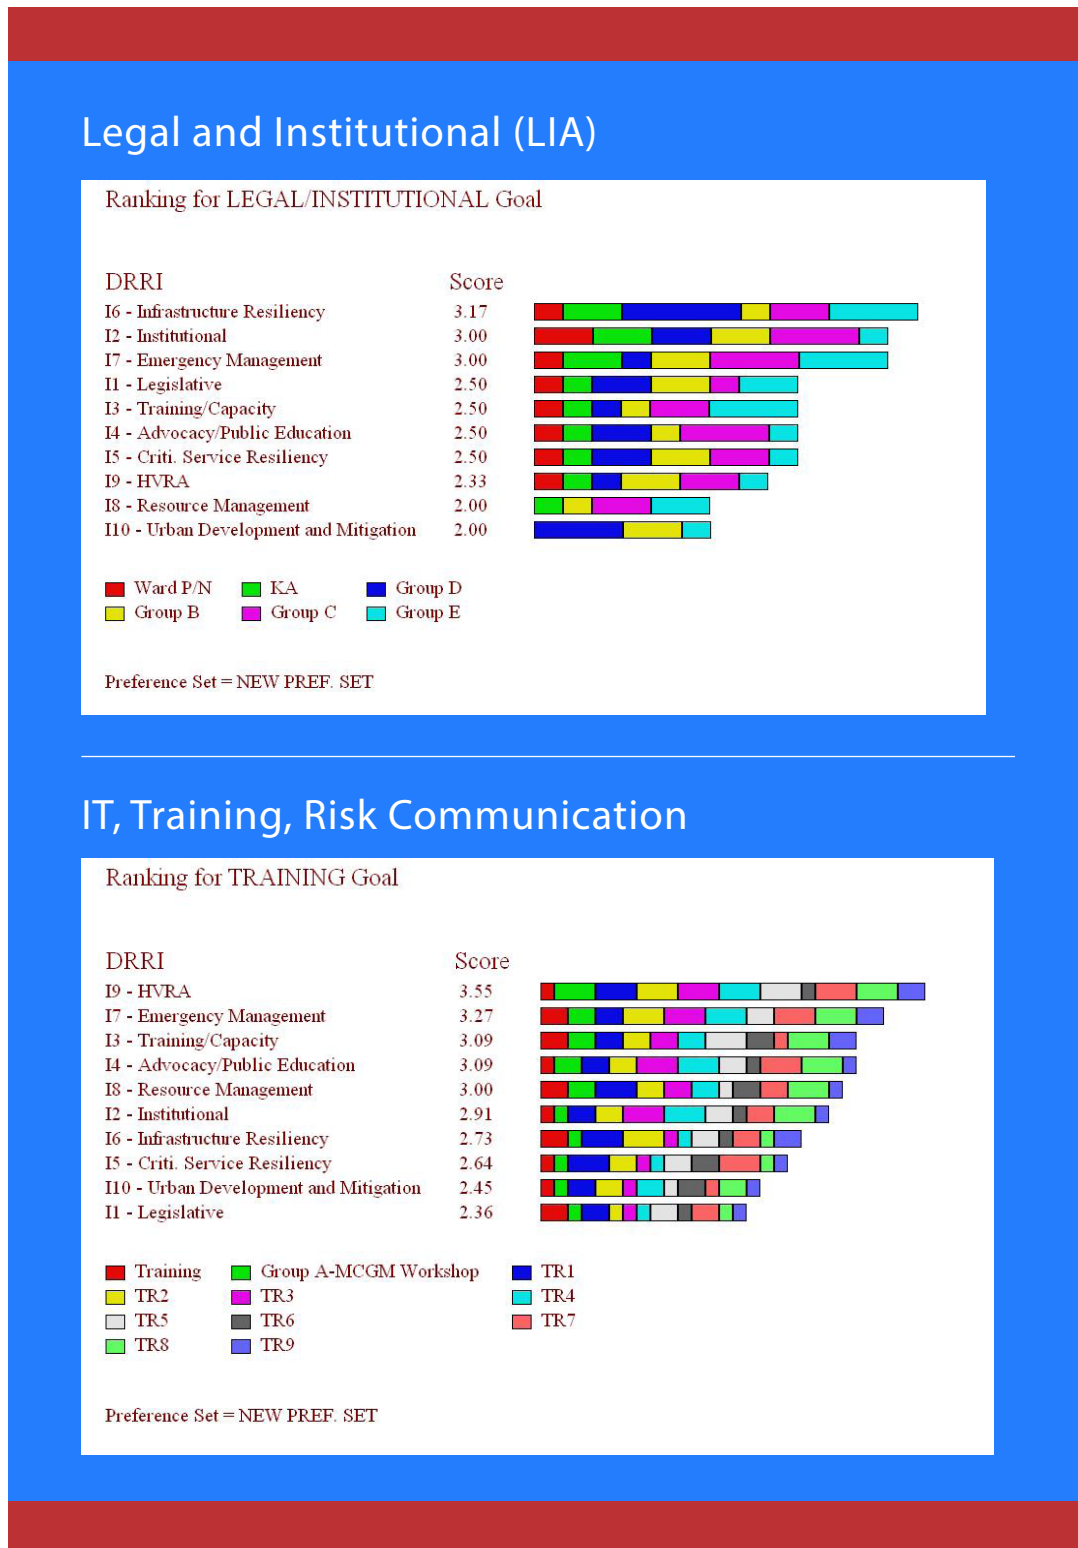 Legal and Institutional (LIA)
Ranking for LEGAL/INSTITUTIONAL Goal
DRRI Score
I6 - Infrastructure Resiliency 3.17
I2 - Institutional 3.00
I7 - Emergency Management 3.00
I1 - Legislative 2.50
I3 - Training/Capacity 2.50
I4 - Advocacy/Public Education 2.50
I5 - Criti. Service Resiliency 2.50
I9 - HVRA 2.33
I8 - Resource Management 2.00
I10 - Urban Development and Mitigation 2.00
Ward P/N KA Group D
Group B Group C Group E
Preference Set = NEW PREF. SET
IT, Training, Risk Communication
Ranking for TRAINING Goal
DRRI Score
I9 - HVRA 3.55
I7 - Emergency Management 3.27
I3 - Training/Capacity 3.09
I4 - Advocacy/Public Education 3.09
I8 - Resource Management 3.00
I2 - Institutional 2.91
I6 - Infrastructure Resiliency 2.73
I5 - Criti. Service Resiliency 2.64
I10 - Urban Development and Mitigation 2.45
I1 - Legislative 2.36
Training Group A-MCGM Workshop TR1
TR2 TR3 TR4
TR5 TR6 TR7
TR8 TR9
Preference Set = NEW PREF. SET